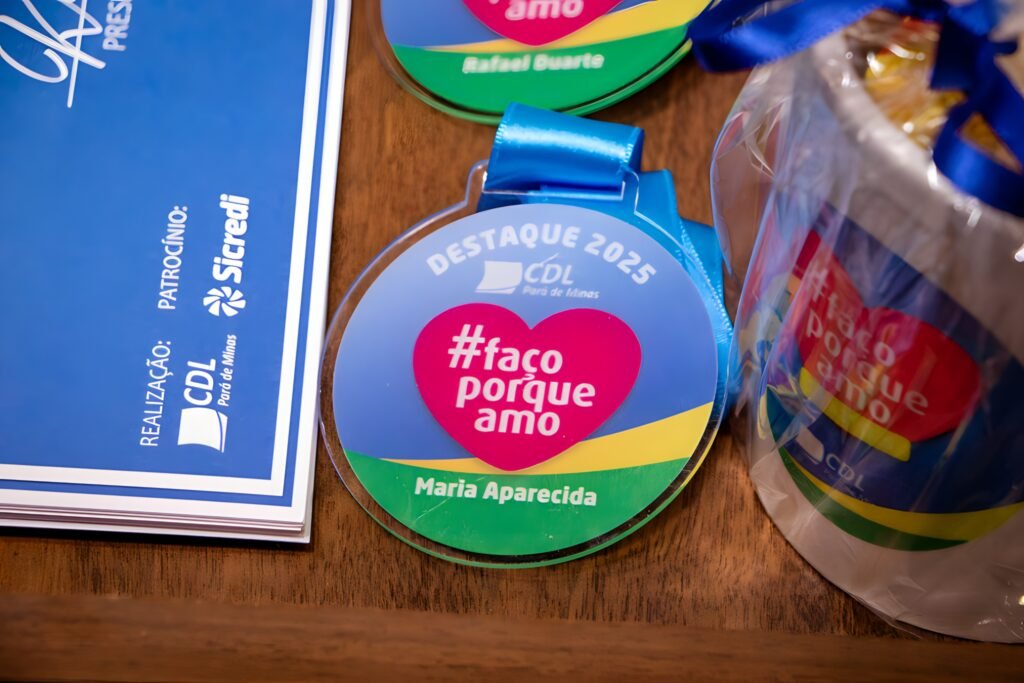 PRESI
PATROCÍNIO:
Sicredi
REALIZAÇÃO:
CDL
Pará de Minas
amo
Rafael Duarte
DESTAQUE 2025
CDL
Pará de Minas
#faço
porque
amo
Maria Aparecida
#faço
porque
amo
CDL